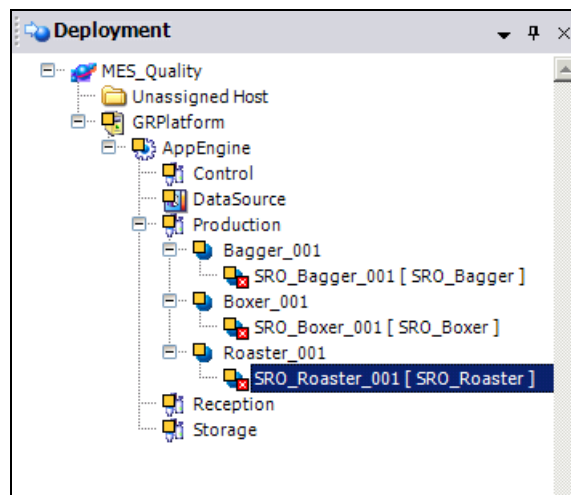 Deployment
MES_Quality
Unassigned Host
GRPlatform
AppEngine
Control
DataSource
Production
Bagger_001
SRO_Bagger_001 [ SRO_Bagger ]
Boxer_001
SRO_Boxer_001 [ SRO_Boxer ]
Roaster_001
SRO_Roaster_001 [ SRO_Roaster ]
Reception
Storage